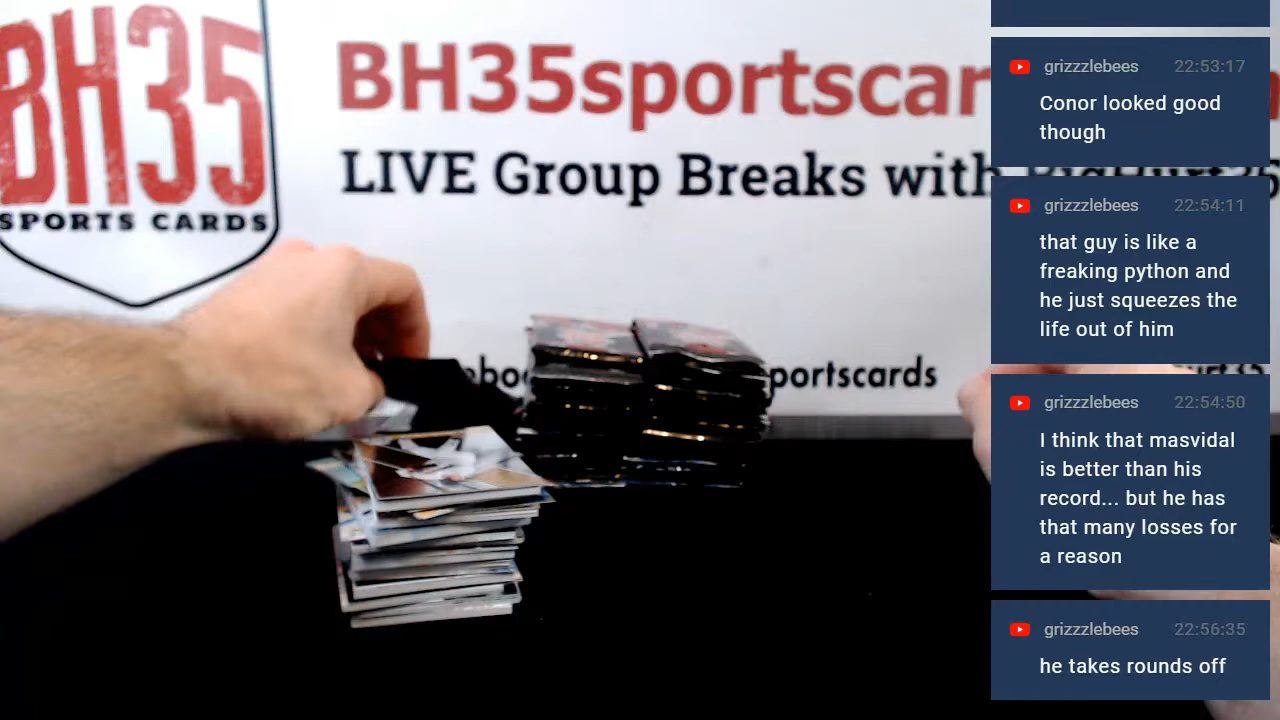 BH35
SPORTS CARDS
BH35sportscar
LIVE Group Breaks with
sportscards
grizzzlebees 22:53:17
Conor looked good
though
grizzzlebees 22:54:11
that guy is like a
freaking python and
he just squeezes the
life out of him
grizzzlebees 22:54:50
I think that masvidal
is better than his
record... but he has
that many losses for
a reason
grizzzlebees 22:56:35
he takes rounds off